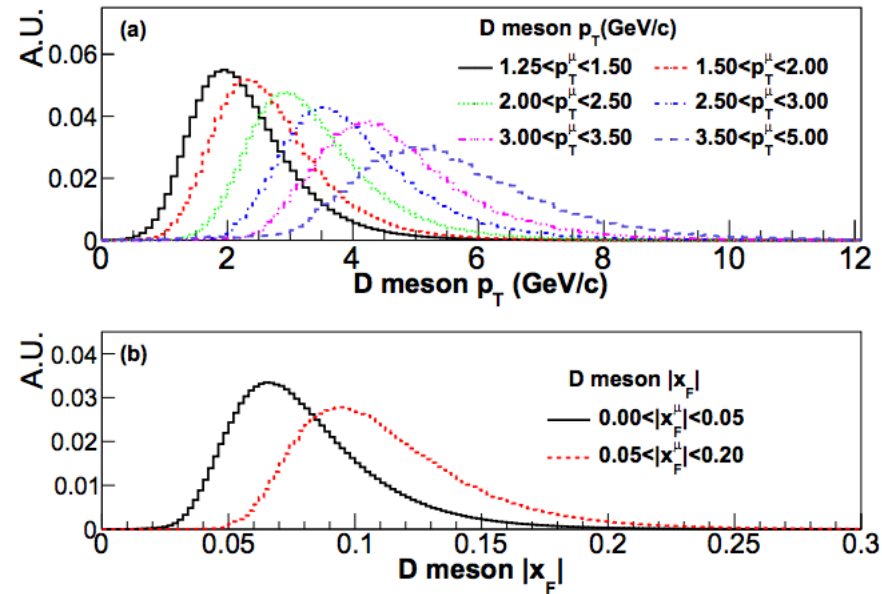 (a)
D meson p_T(GeV/c)
1.25<p_T^μ<1.50 1.50<p_T^μ<2.00
2.00<p_T^μ<2.50 2.50<p_T^μ<3.00
3.00<p_T^μ<3.50 3.50<p_T^μ<5.00
A.U.
0.06
0.04
0.02
0
2 4 6 8 10 12
D meson p_T (GeV/c)
(b)
D meson |x_F|
0.00<|x_F^μ|<0.05
0.05<|x_F^μ|<0.20
A.U.
0.04
0.03
0.02
0.01
0
0 0.05 0.1 0.15 0.2 0.25 0.3
D meson |x_F|